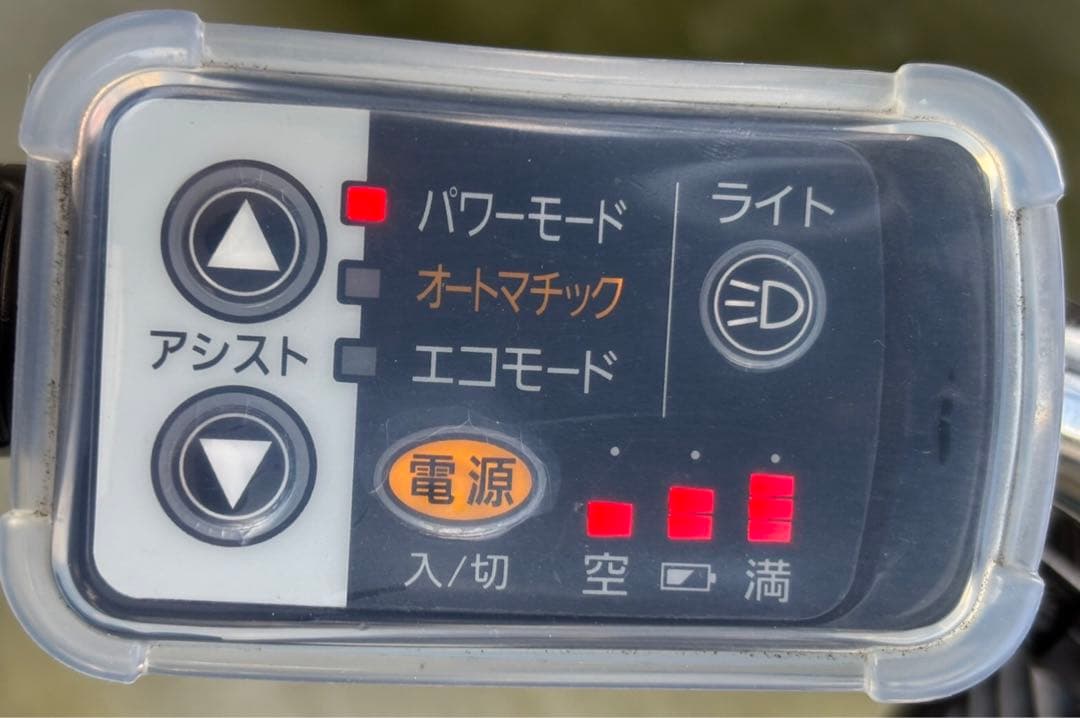 パワーモード
オートマチック
エコモード
アシスト
ライト
電源
入/切
空
満